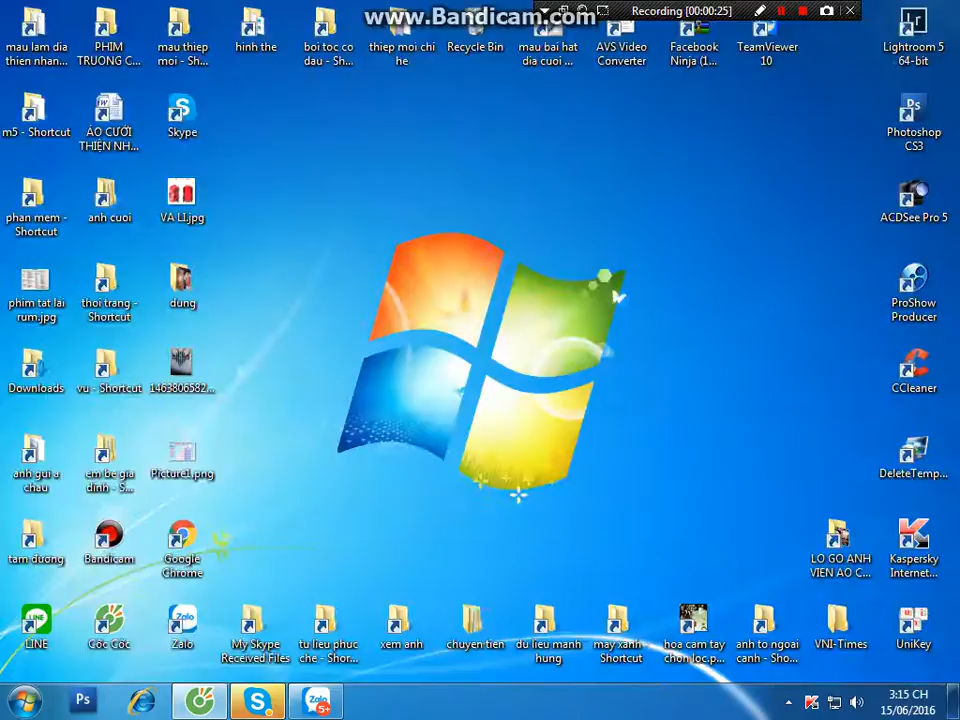 www.Bandicam.com
Recording [00:00:25]
mau lam dia
thien nhan...
PHIM
TRUONG C...
mau thiep
moi - Sh...
hinh the
boi toc co
dau - Sh...
thiep moi chi
he
Recycle Bin
mau bai hat
dia cuoi ...
AVS Video
Converter
Facebook
Ninja (1...
TeamViewer
10
Lightroom 5
64-bit
m5 - Shortcut
ÁO CƯỚI
THIỆN NH...
Skype
Photoshop
CS3
phan mem -
Shortcut
anh cuoi
VA LI.jpg
ACDSee Pro 5
phim tat lai
rum.jpg
thoi trang -
Shortcut
dung
ProShow
Producer
Downloads
vu - Shortcut
1463806582...
CCleaner
anh gui a
chau
em be gia
dinh - S...
Picture1.png
DeleteTemp...
tam duong
Bandicam
Google
Chrome
LO GO ANH
VIEN AO C...
Kaspersky
Internet...
LINE
Cốc Cốc
Zalo
My Skype
Received Files
tu lieu phuc
che - Shor...
xem anh
chuyen tien
du lieu manh
hung
may xanh
Shortcut
hoa cam tay
chon loc.p...
anh to ngoai
canh - Sho...
VNI-Times
UniKey
3:15 CH
15/06/2016